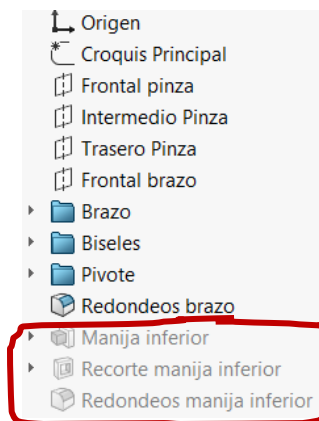 Origen
Croquis Principal
Frontal pinza
Intermedio Pinza
Trasero Pinza
Frontal brazo
Brazo
Biseles
Pivote
Redondeos brazo
Manija inferior
Recorte manija inferior
Redondeos manija inferior